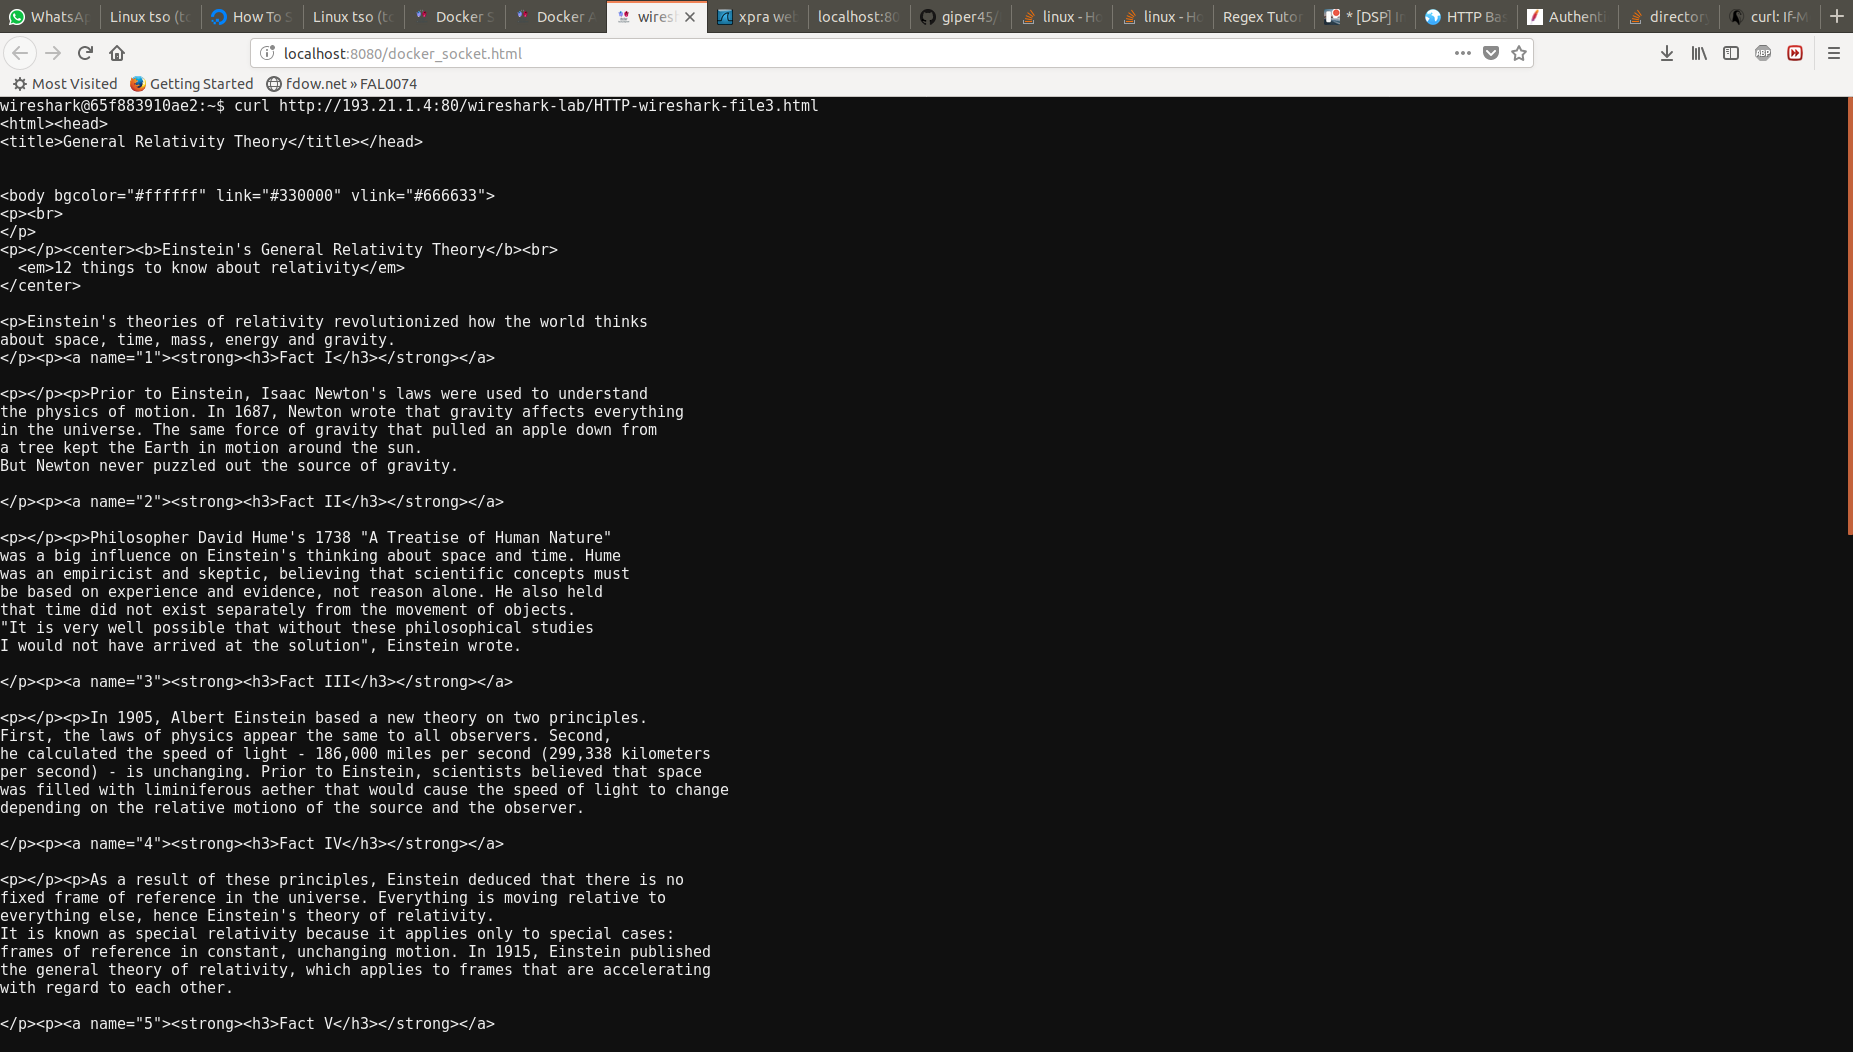 WhatsA
Linux tso (t
How To S
Linux tso (t
Docker S
Docker A
wiresh
xpra we
localhost:80
giper45/
linux - Ho
linux - Ho
Regex Tutor
* [DSP] In
HTTP Bas
Authenti
director
curl: If-M
localhost:8080/docker_socket.html
ABP
Most Visited
Getting Started
fdow.net » FAL0074
wireshark@65f883910ae2:~$ curl http://193.21.1.4:80/wireshark-lab/HTTP-wireshark-file3.html
<html><head>
<title>General Relativity Theory</title></head>
<body bgcolor="#ffffff" link="#330000" vlink="#666633">
<p><br>
</p>
<p></p><center><b>Einstein's General Relativity Theory</b><br>
<em>12 things to know about relativity</em>
</center>
<p>Einstein's theories of relativity revolutionized how the world thinks
about space, time, mass, energy and gravity.
</p><p><a name="1"><strong><h3>Fact I</h3></strong></a>
<p></p><p>Prior to Einstein, Isaac Newton's laws were used to understand
the physics of motion. In 1687, Newton wrote that gravity affects everything
in the universe. The same force of gravity that pulled an apple down from
a tree kept the Earth in motion around the sun.
But Newton never puzzled out the source of gravity.
</p><p><a name="2"><strong><h3>Fact II</h3></strong></a>
<p></p><p>Philosopher David Hume's 1738 "A Treatise of Human Nature"
was a big influence on Einstein's thinking about space and time. Hume
was an empiricist and skeptic, believing that scientific concepts must
be based on experience and evidence, not reason alone. He also held
that time did not exist separately from the movement of objects.
"It is very well possible that without these philosophical studies
I would not have arrived at the solution", Einstein wrote.
</p><p><a name="3"><strong><h3>Fact III</h3></strong></a>
<p></p><p>In 1905, Albert Einstein based a new theory on two principles.
First, the laws of physics appear the same to all observers. Second,
he calculated the speed of light - 186,000 miles per second (299,338 kilometers
per second) - is unchanging. Prior to Einstein, scientists believed that space
was filled with liminiferous aether that would cause the speed of light to change
depending on the relative motiono of the source and the observer.
</p><p><a name="4"><strong><h3>Fact IV</h3></strong></a>
<p></p><p>As a result of these principles, Einstein deduced that there is no
fixed frame of reference in the universe. Everything is moving relative to
everything else, hence Einstein's theory of relativity.
It is known as special relativity because it applies only to special cases:
frames of reference in constant, unchanging motion. In 1915, Einstein published
the general theory of relativity, which applies to frames that are accelerating
with regard to each other.
</p><p><a name="5"><strong><h3>Fact V</h3></strong></a>